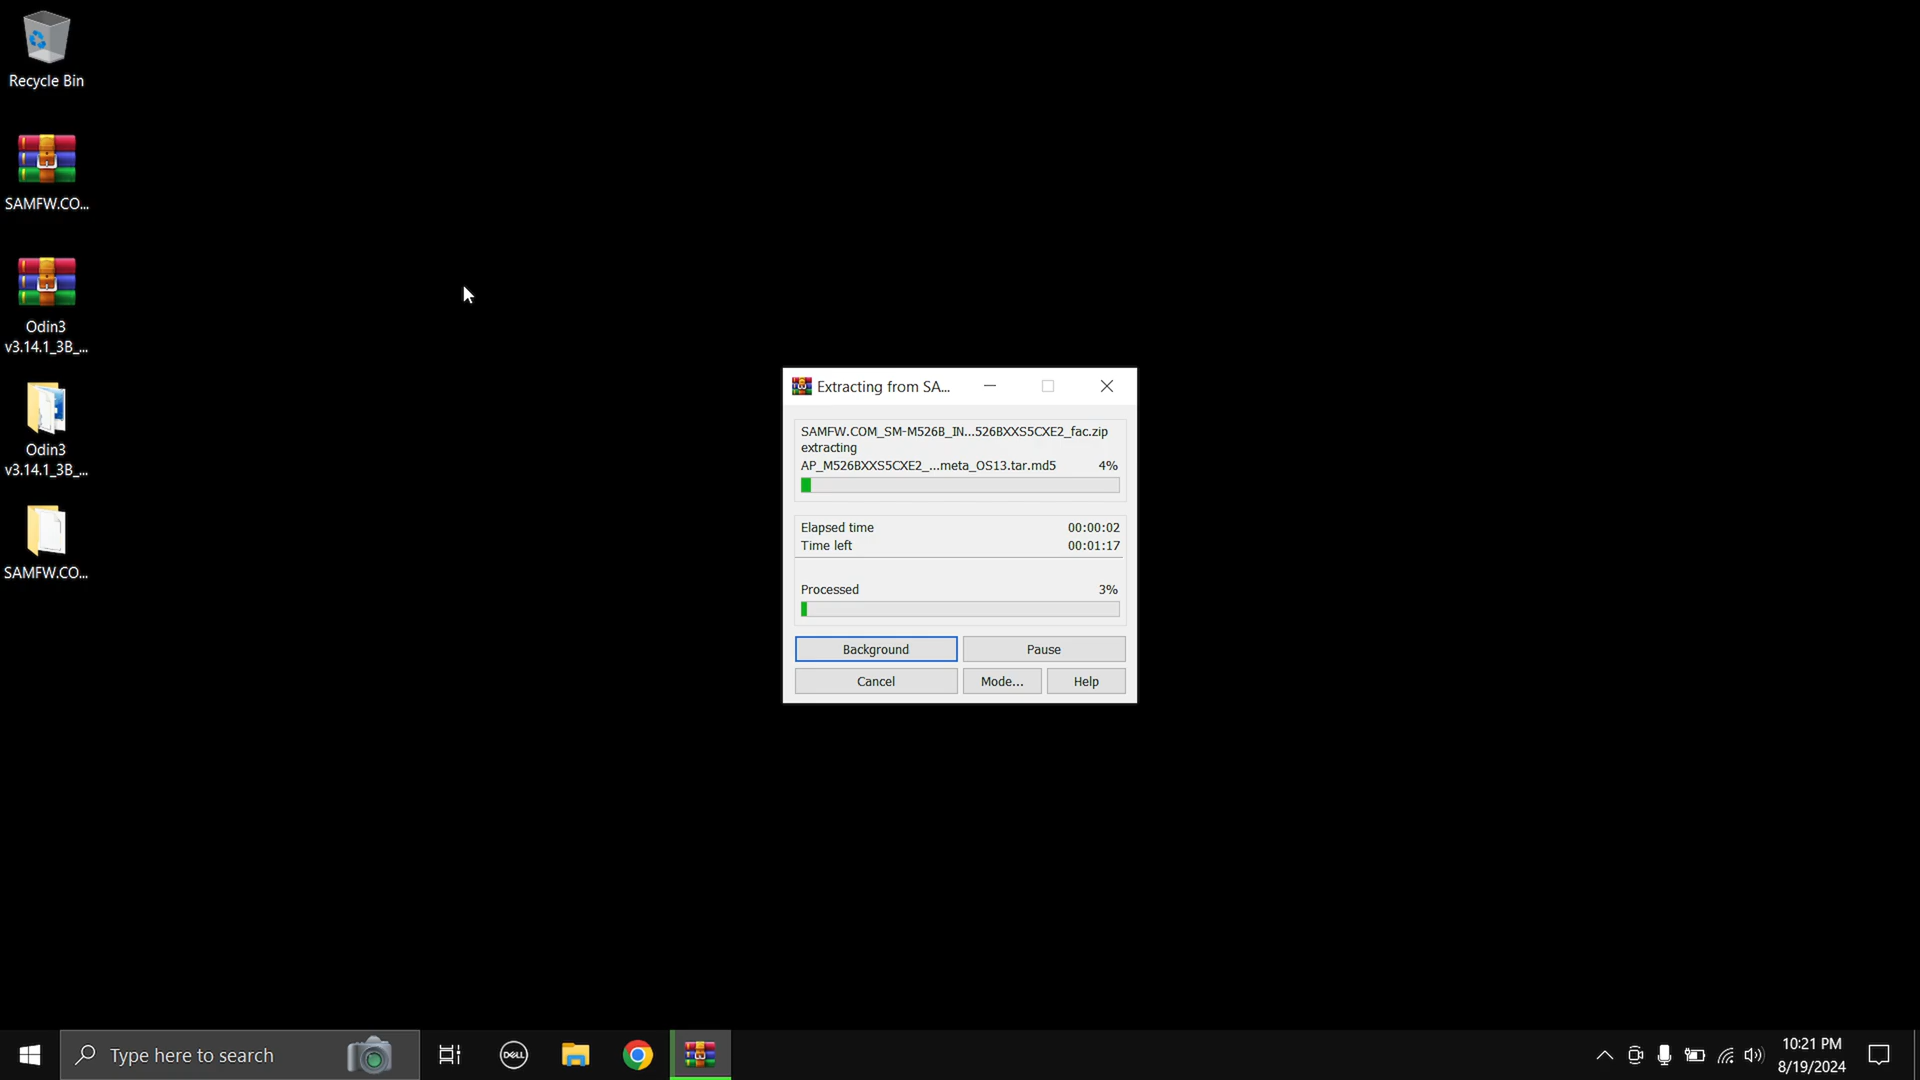 Recycle Bin
SAMFW.CO...
Odin3
v3.14.1_3B_...
Odin3
v3.14.1_3B_...
SAMFW.CO...
Extracting from SA...
SAMFW.COM_SM-M526B_IN...526BXXS5CXE2_fac.zip
extracting
AP_M526BXXS5CXE2_...meta_OS13.tar.md5 4%
Elapsed time 00:00:02
Time left 00:01:17
Processed 3%
Background Pause
Cancel Mode... Help
Type here to search
DELL
10:21 PM
8/19/2024